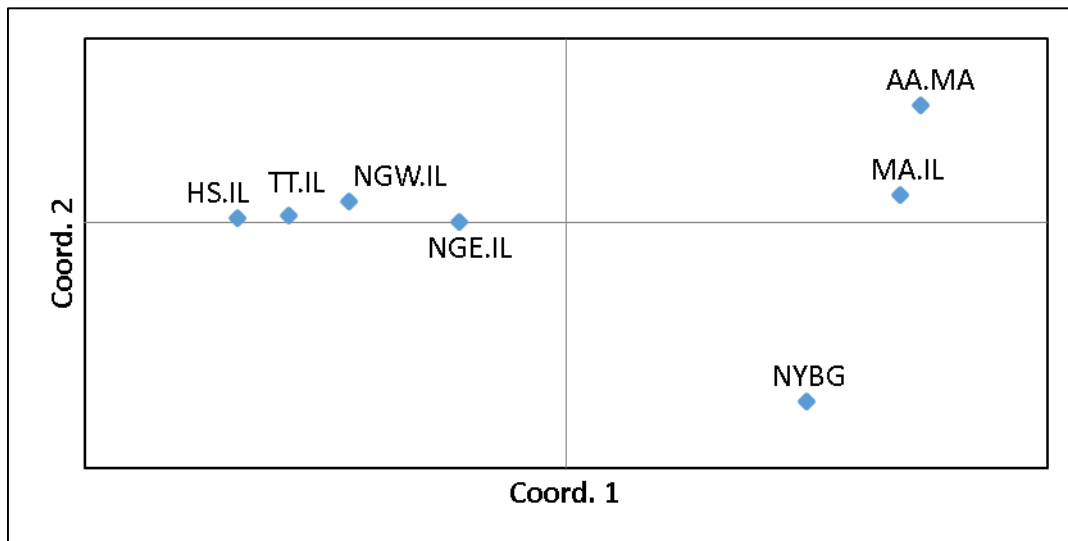 AA.MA
MA.IL
NGW.IL
TT.IL
HS.IL
NGE.IL
NYBG
Coord. 2
Coord. 1